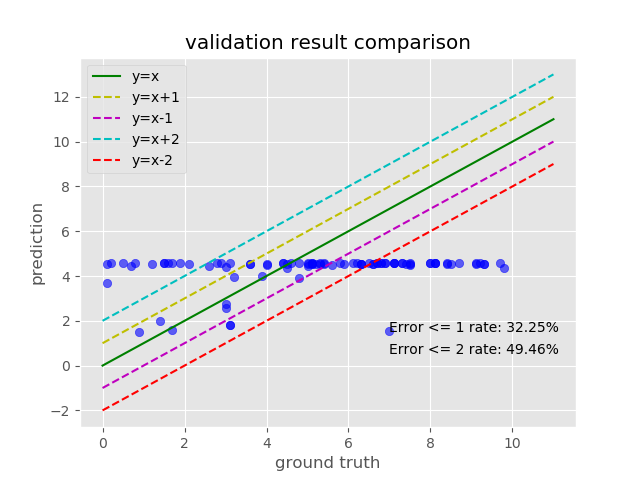 validation result comparison
y=x
y=x+1
y=x-1
y=x+2
y=x-2
12
10
8
6
4
2
0
−2
prediction
Error <= 1 rate: 32.25%
Error <= 2 rate: 49.46%
0 2 4 6 8 10
ground truth